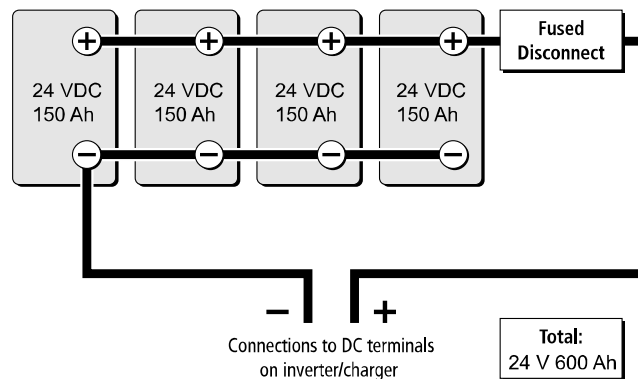 Fused
Disconnect
24 VDC
150 Ah
24 VDC
150 Ah
24 VDC
150 Ah
24 VDC
150 Ah
+ + + +
− − − −
− +
Connections to DC terminals
on inverter/charger
Total:
24 V 600 Ah